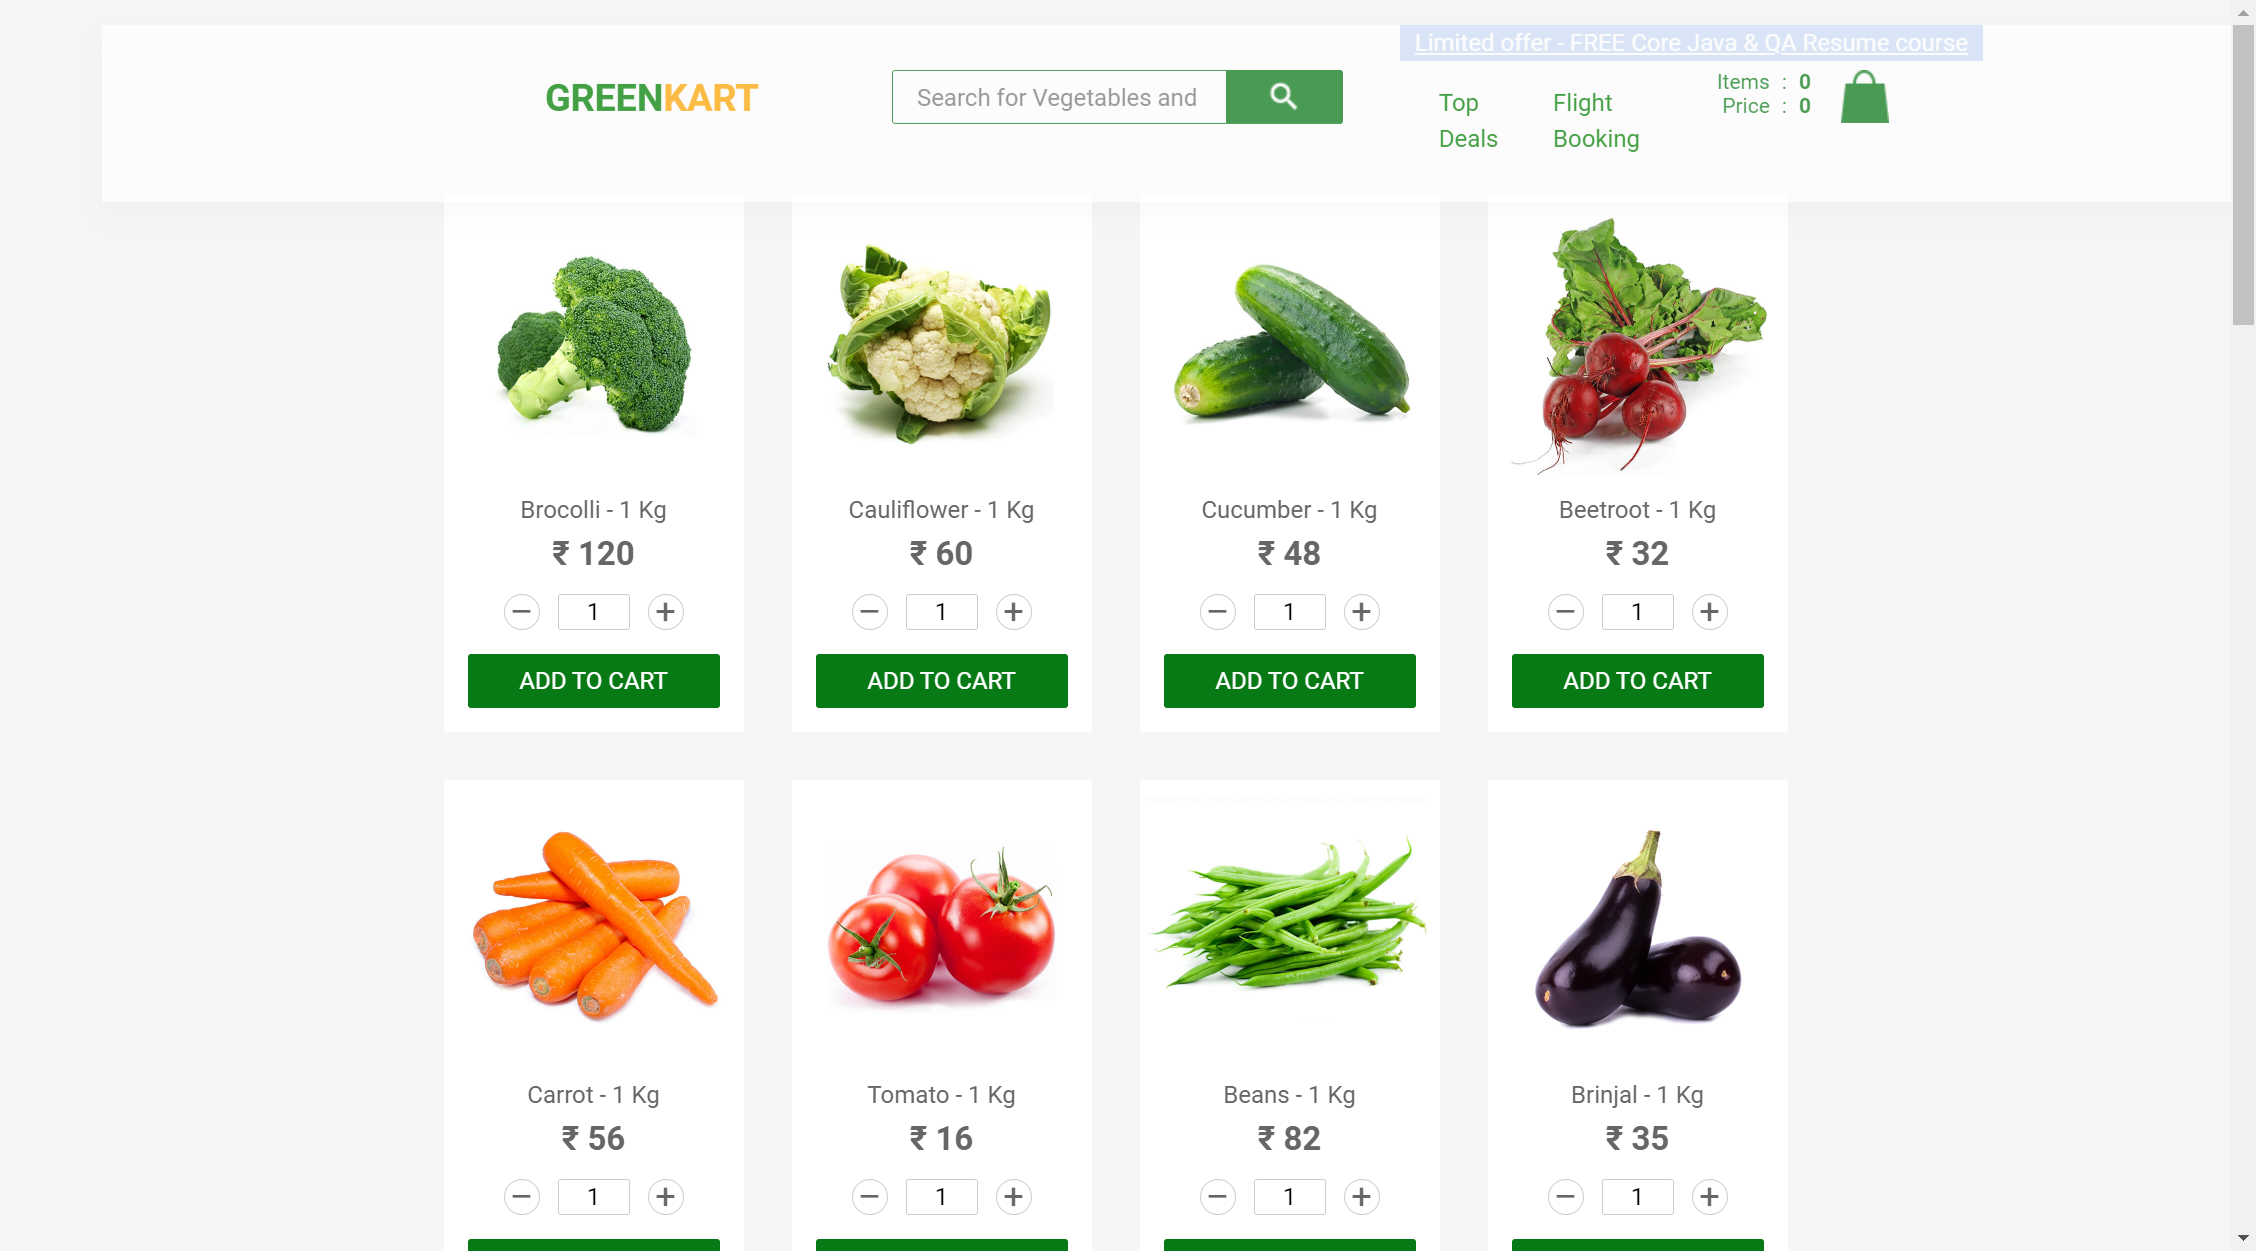 Limited offer - FREE Core Java & QA Resume course
GREENKART
Search for Vegetables and
Top Deals
Flight Booking
Items : 0
Price : 0
Brocolli - 1 Kg
₹ 120
– 1 +
ADD TO CART
Cauliflower - 1 Kg
₹ 60
– 1 +
ADD TO CART
Cucumber - 1 Kg
₹ 48
– 1 +
ADD TO CART
Beetroot - 1 Kg
₹ 32
– 1 +
ADD TO CART
Carrot - 1 Kg
₹ 56
– 1 +
Tomato - 1 Kg
₹ 16
– 1 +
Beans - 1 Kg
₹ 82
– 1 +
Brinjal - 1 Kg
₹ 35
– 1 +